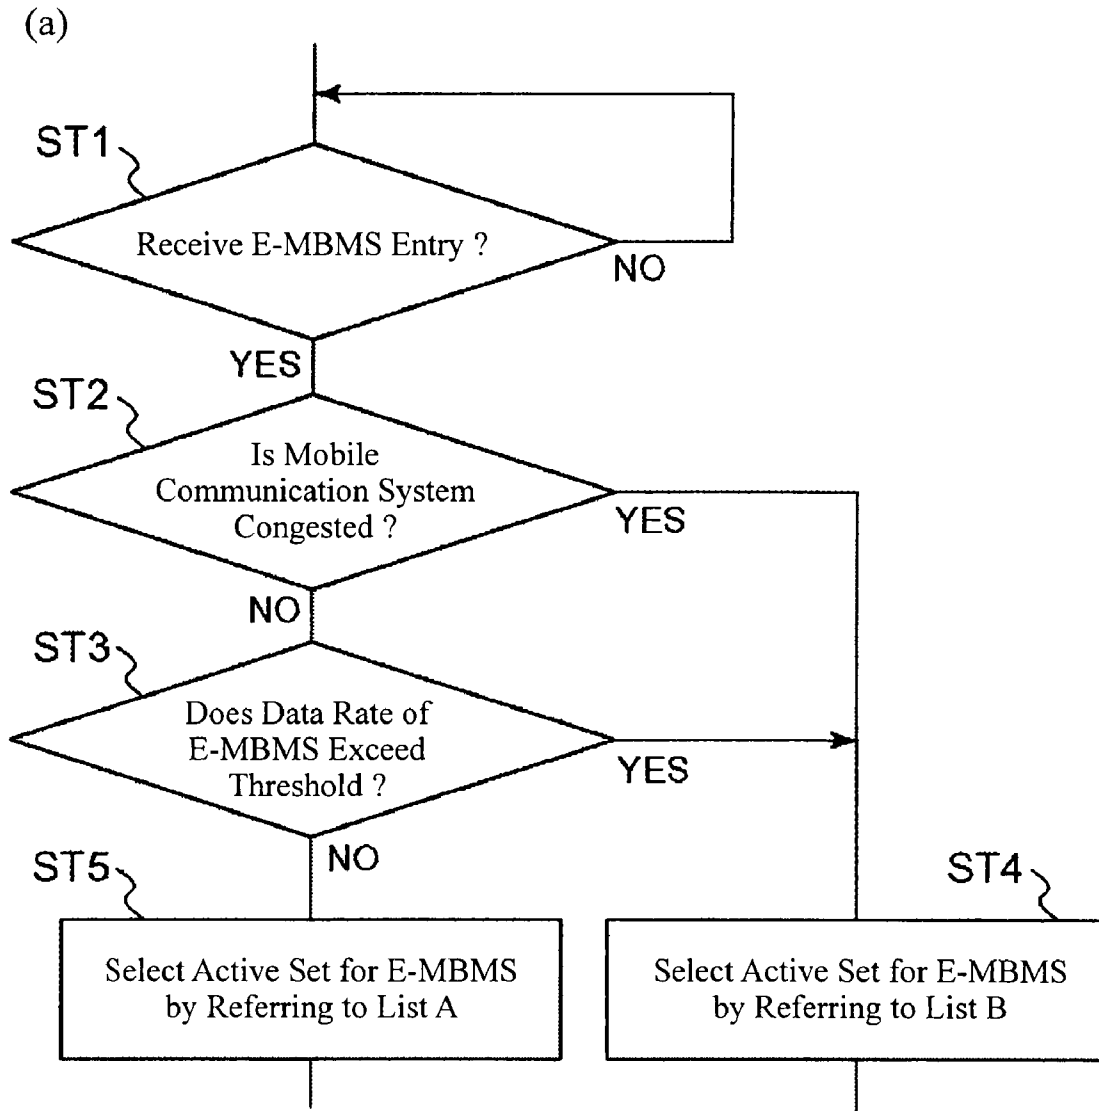 (a)
ST1
Receive E-MBMS Entry ?
NO
YES
ST2
Is Mobile
Communication System
Congested ?
YES
NO
ST3
Does Data Rate of
E-MBMS Exceed
Threshold ?
YES
NO
ST5
ST4
Select Active Set for E-MBMS
by Referring to List A
Select Active Set for E-MBMS
by Referring to List B